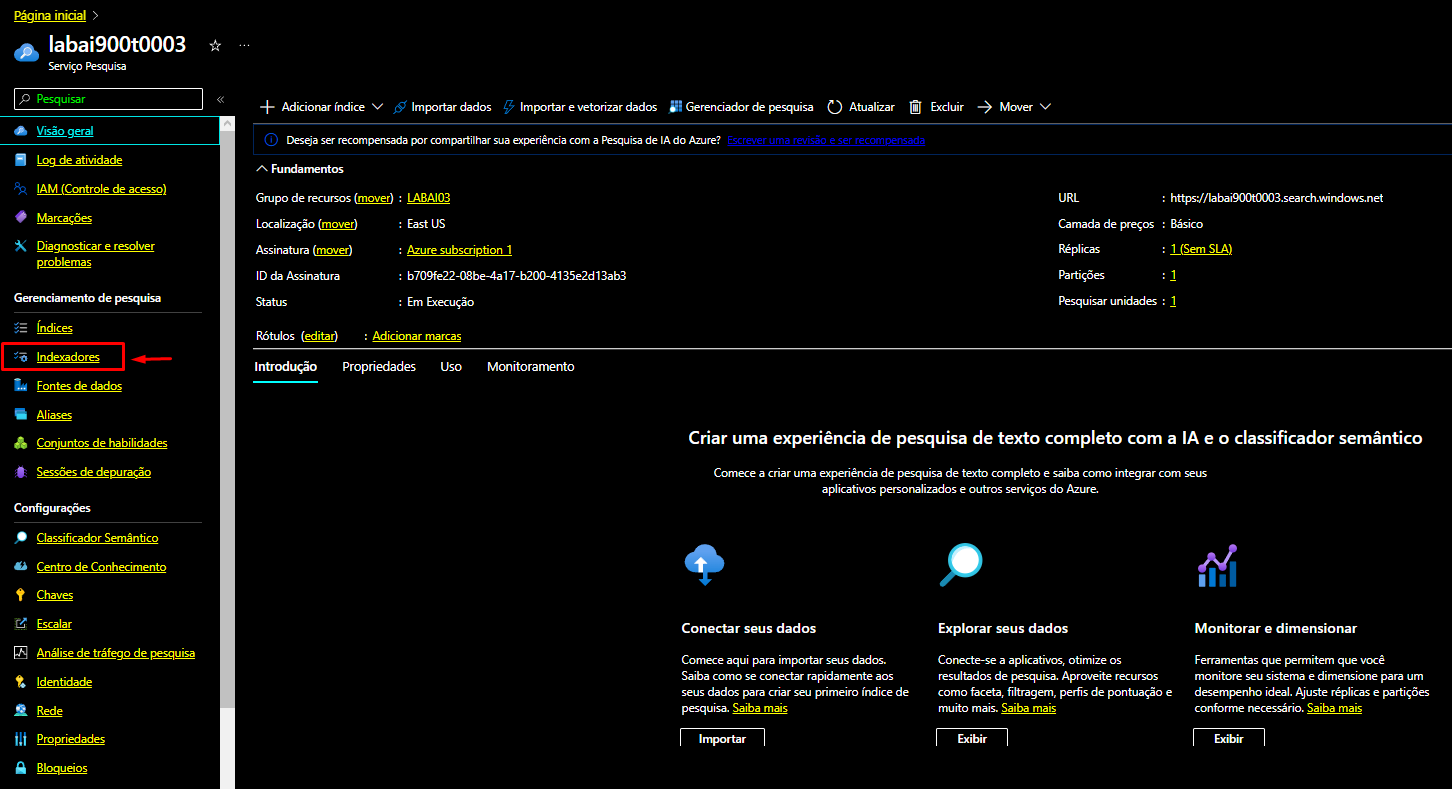 Página inicial
labai900t0003
Serviço Pesquisa
Pesquisar
Visão geral
Log de atividade
IAM (Controle de acesso)
Marcações
Diagnosticar e resolver
problemas
Gerenciamento de pesquisa
Índices
Indexadores
Fontes de dados
Aliases
Conjuntos de habilidades
Sessões de depuração
Configurações
Classificador Semântico
Centro de Conhecimento
Chaves
Escalar
Análise de tráfego de pesquisa
Identidade
Rede
Propriedades
Bloqueios
Adicionar índice
Importar dados
Importar e vetorizar dados
Gerenciador de pesquisa
Atualizar
Excluir
Mover
Deseja ser recompensada por compartilhar sua experiência com a Pesquisa de IA do Azure? Escrever uma revisão e ser recompensada
Fundamentos
Grupo de recursos (mover) : LABAI03
Localização (mover) : East US
Assinatura (mover) : Azure subscription 1
ID da Assinatura : b709fe22-08be-4a17-b200-4135e2d13ab3
Status : Em Execução
Rótulos (editar) : Adicionar marcas
URL : https://labai900t0003.search.windows.net
Camada de preços : Básico
Réplicas : 1 (Sem SLA)
Partições : 1
Pesquisar unidades : 1
Introdução
Propriedades
Uso
Monitoramento
Criar uma experiência de pesquisa de texto completo com a IA e o classificador semântico
Comece a criar uma experiência de pesquisa de texto completo e saiba como integrar com seus
aplicativos personalizados e outros serviços do Azure.
Conectar seus dados
Comece aqui para importar seus dados.
Saiba como se conectar rapidamente aos
seus dados para criar seu primeiro índice de
pesquisa. Saiba mais
Importar
Explorar seus dados
Conecte-se a aplicativos, otimize os
resultados de pesquisa. Aproveite recursos
como faceta, filtragem, perfis de pontuação e
muito mais. Saiba mais
Exibir
Monitorar e dimensionar
Ferramentas que permitem que você
monitore seu sistema e dimensione para um
desempenho ideal. Ajuste réplicas e partições
conforme necessário. Saiba mais
Exibir